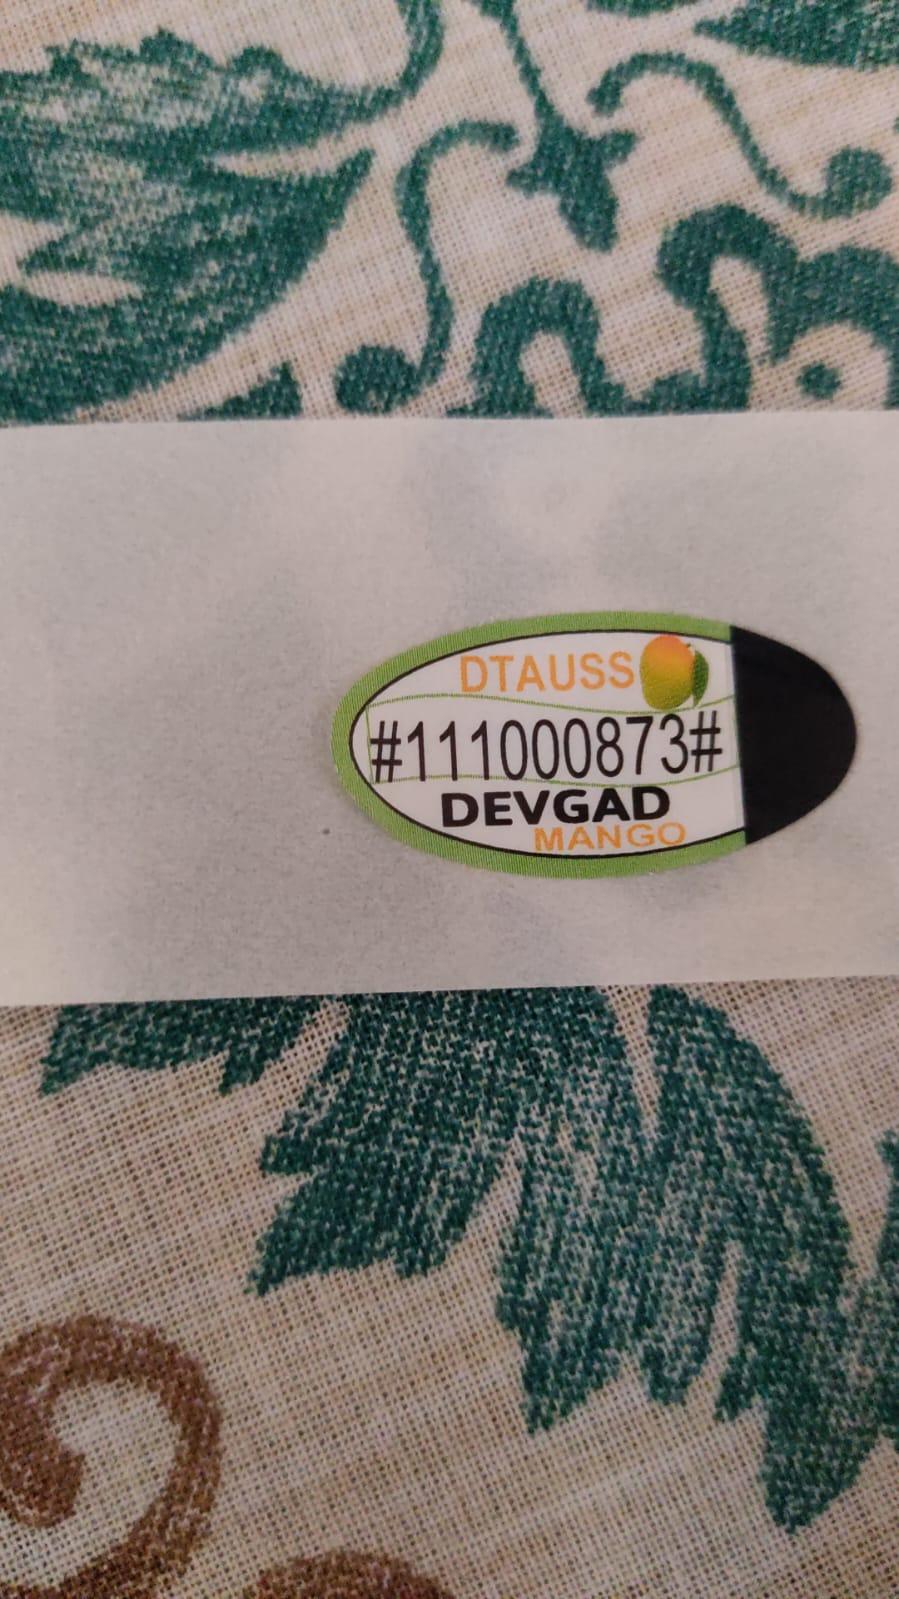 DTAUSS
#111000873#
DEVGAD
MANGO